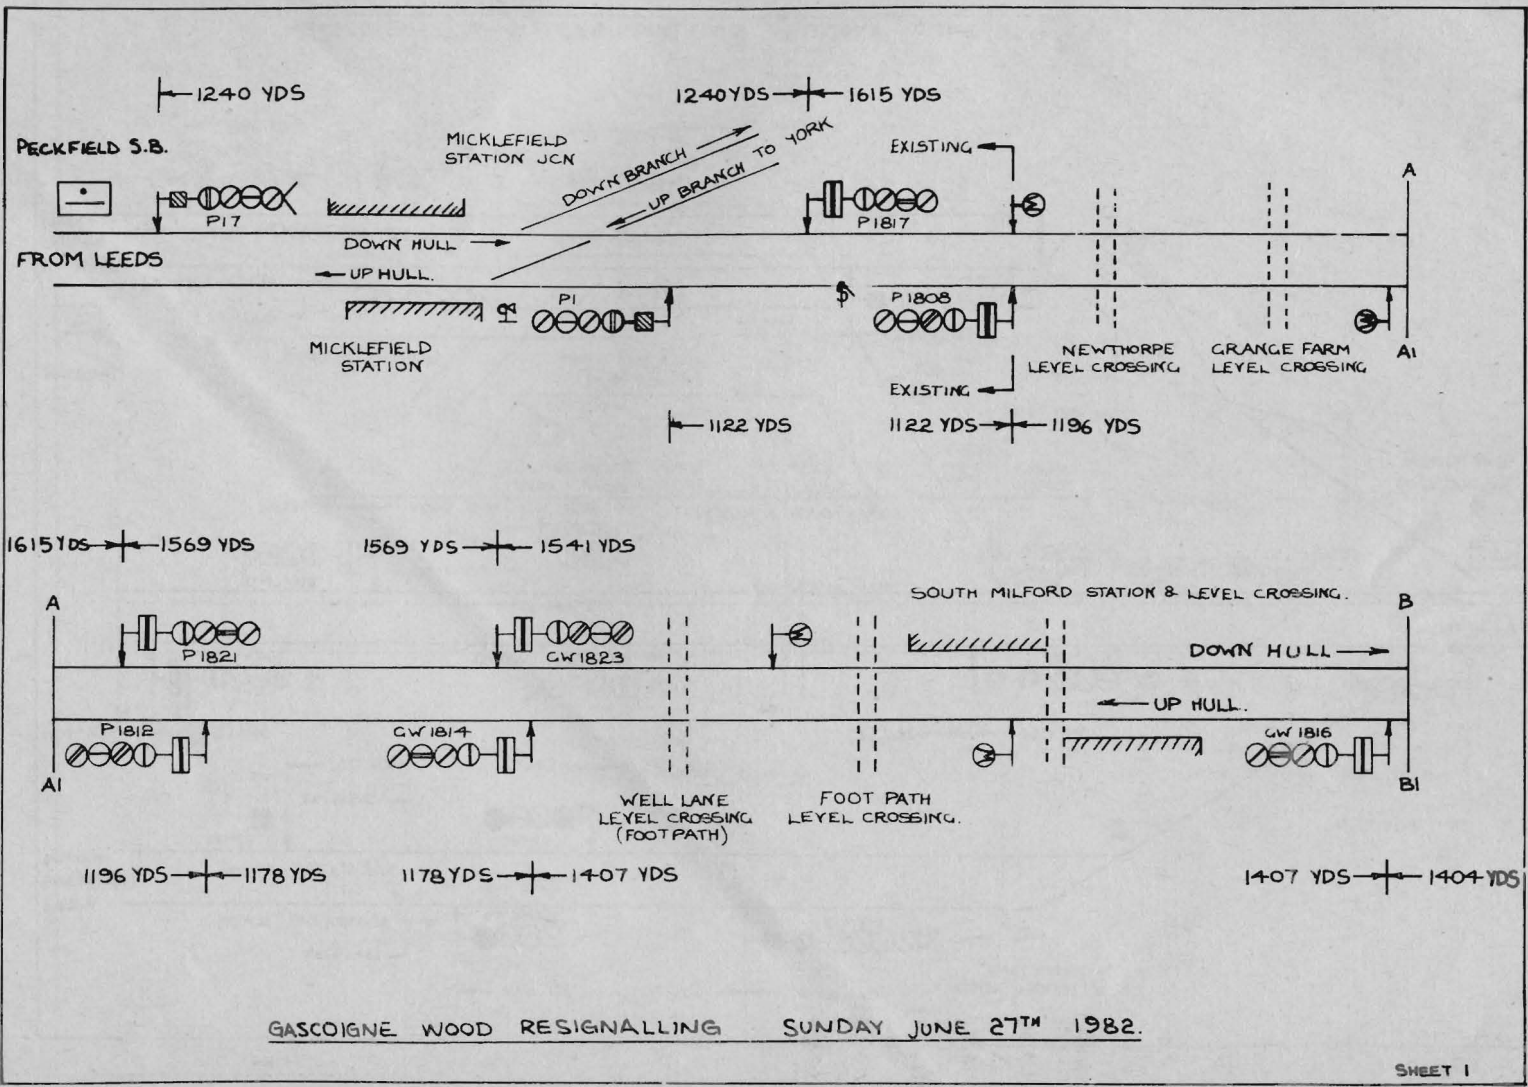 1240 YDS
1240 YDS
1615 YDS
PECKFIELD S.B.
MICKLEFIELD
STATION JCN
DOWN BRANCH
UP BRANCH TO YORK
EXISTING
A
P17
P1817
DOWN HULL
FROM LEEDS
UP HULL.
P1
P1808
MICKLEFIELD
STATION
NEWTHORPE
LEVEL CROSSING
GRANGE FARM
LEVEL CROSSING
A1
EXISTING
1122 YDS
1122 YDS
1196 YDS
1615 YDS
1569 YDS
1569 YDS
1541 YDS
A
SOUTH MILFORD STATION & LEVEL CROSSING.
B
P1821
GW1823
DOWN HULL
UP HULL.
P1812
GW1814
GW1816
A1
B1
WELL LANE
LEVEL CROSSING
(FOOTPATH)
FOOT PATH
LEVEL CROSSING.
1196 YDS
1178 YDS
1178 YDS
1407 YDS
1407 YDS
1404 YDS
GASCOIGNE WOOD RESIGNALLING SUNDAY JUNE 27TH 1982.
SHEET 1